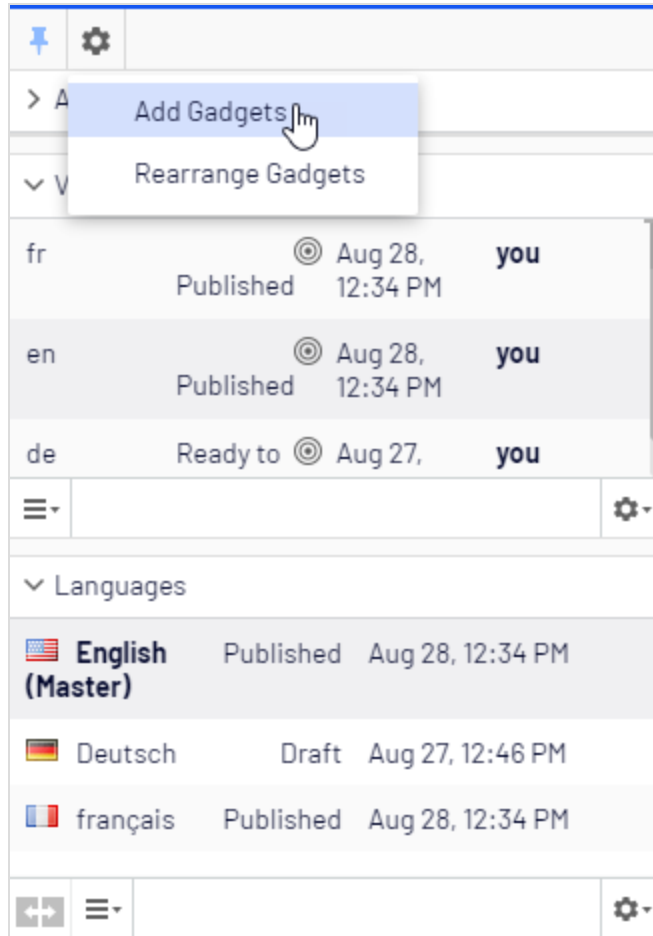 A
Add Gadgets
Rearrange Gadgets
V
fr Aug 28, you
Published 12:34 PM
en Aug 28, you
Published 12:34 PM
de Ready to Aug 27, you
Languages
English Published Aug 28, 12:34 PM
(Master)
Deutsch Draft Aug 27, 12:46 PM
français Published Aug 28, 12:34 PM